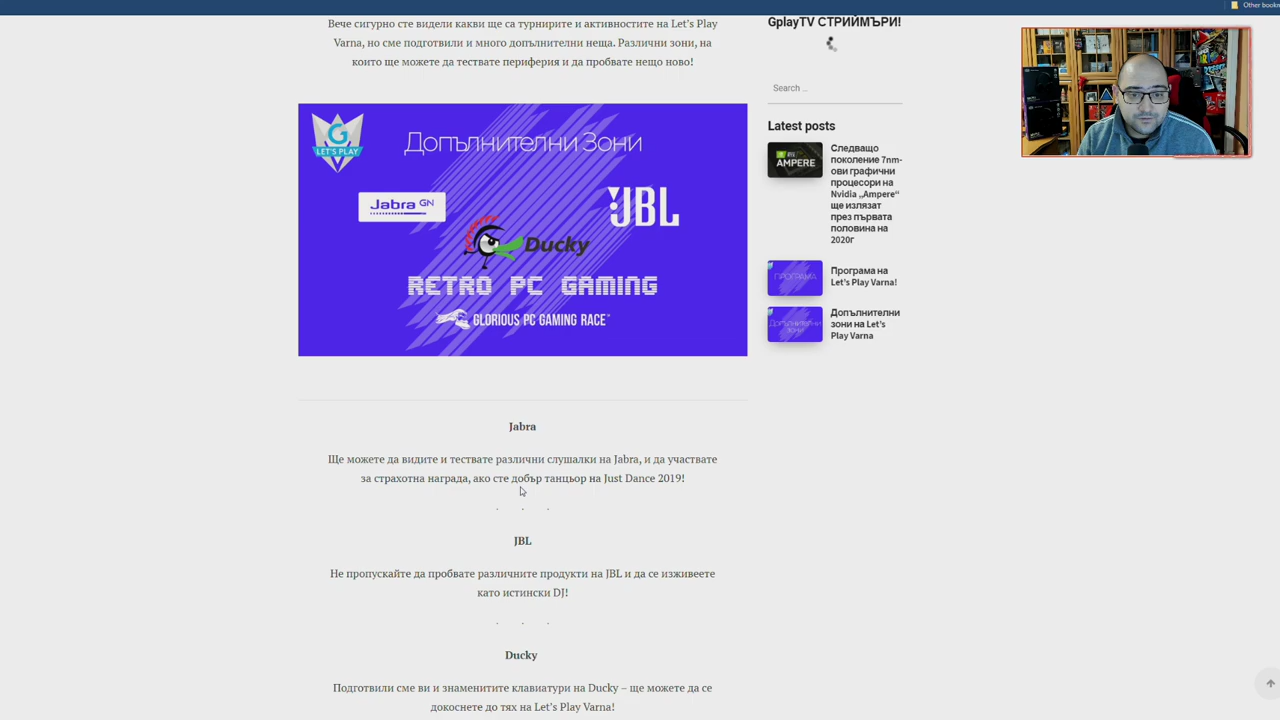 Other bookm
Вече сигурно сте видели какви ще са турнирите и активностите на Let's Play
Varna, но сме подготвили и много допълнителни неща. Различни зони, на
които ще можете да тествате периферия и да пробвате нещо ново!
G
LET'S PLAY
Допълнителни Зони
Jabra GN
JBL
Ducky
RETRO PC GAMING
GLORIOUS PC GAMING RACE
Jabra
Ще можете да видите и тествате различни слушалки на Jabra, и да участвате
за страхотна награда, ако сте добър танцьор на Just Dance 2019!
. . .
JBL
Не пропускайте да пробвате различните продукти на JBL и да се изживеете
като истински DJ!
. . .
Ducky
Подготвили сме ви и знаменитите клавиатури на Ducky – ще можете да се
докоснете до тях на Let's Play Varna!
GplayTV СТРИЙМЪРИ!
Search ...
Latest posts
AMPERE
Следващо
поколение 7nm-
ови графични
процесори на
Nvidia „Ampere“
ще излязат
през първата
половина на
2020г
ПРОГРАМА
Програма на
Let's Play Varna!
Допълнителни
Зони
Допълнителни
зони на Let's
Play Varna